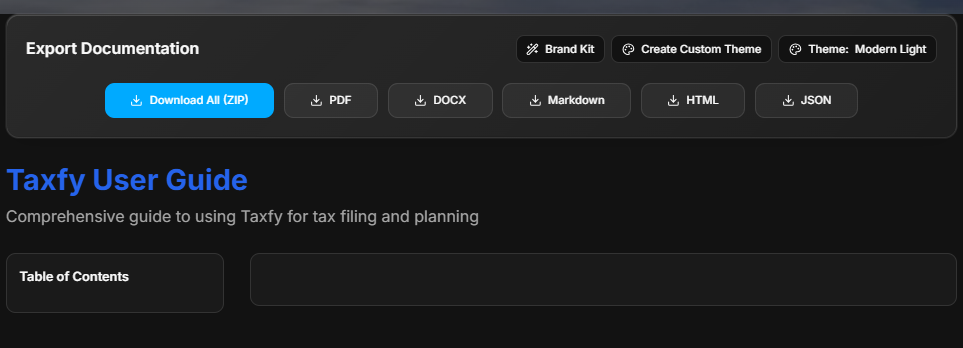 Export Documentation
Brand Kit
Create Custom Theme
Theme: Modern Light
Download All (ZIP)
PDF
DOCX
Markdown
HTML
JSON
Taxfy User Guide
Comprehensive guide to using Taxfy for tax filing and planning
Table of Contents